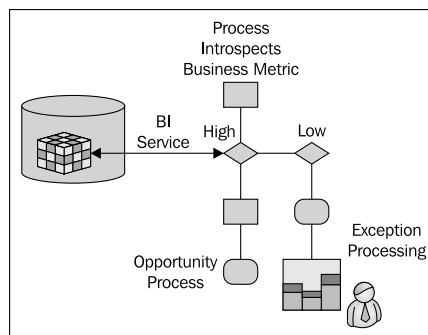 Process
Introspects
Business Metric
BI
Service
High
Low
Opportunity
Process
Exception
Processing